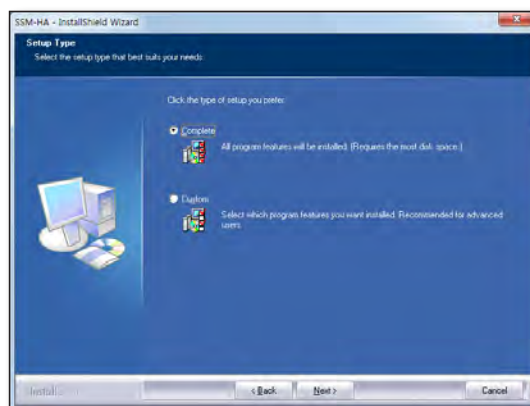 SSM-HA - InstallShield Wizard
Setup Type
Select the setup type that best suits your needs.
Click the type of setup you prefer.
Complete
All program features will be installed. (Requires the most disk space.)
Custom
Select which program features you want installed. Recommended for advanced
users.
InstallShield
< Back Next > Cancel